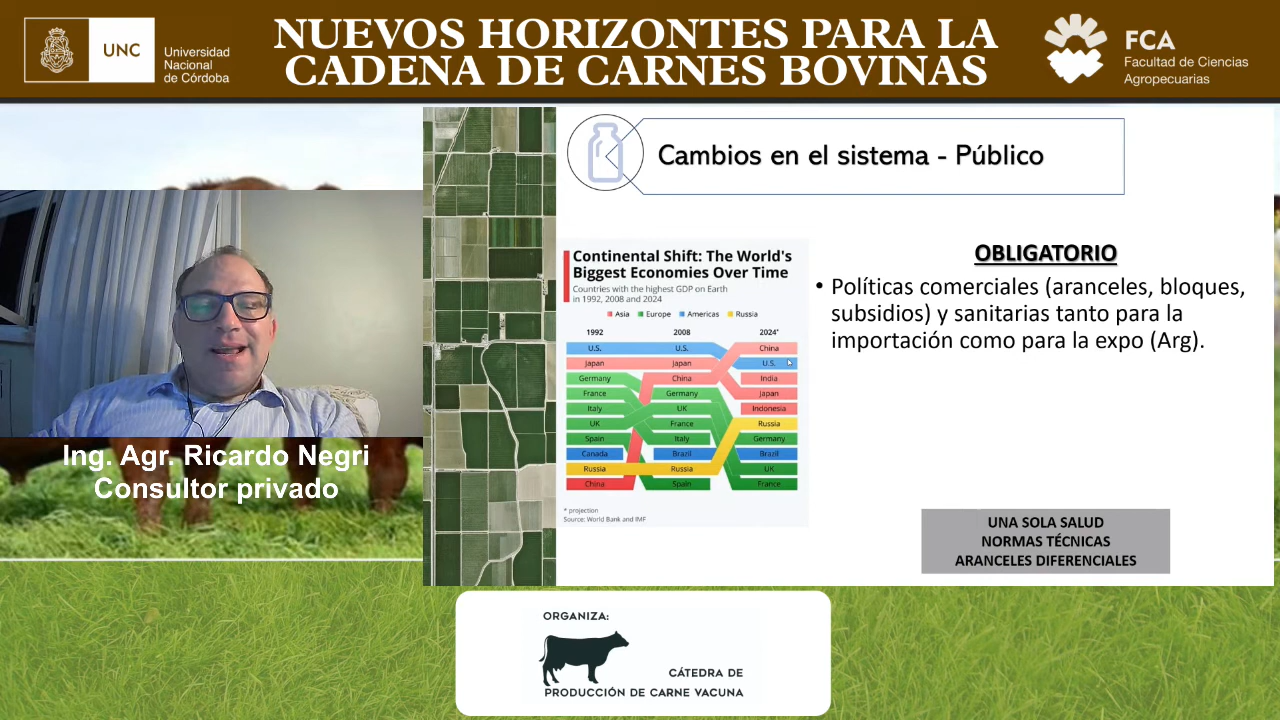 UNC
Universidad
Nacional
de Córdoba
NUEVOS HORIZONTES PARA LA
CADENA DE CARNES BOVINAS
FCA
Facultad de Ciencias
Agropecuarias
Cambios en el sistema - Público
Continental Shift: The World's
Biggest Economies Over Time
Countries with the highest GDP on Earth
in 1992, 2008 and 2024
Asia Europe Americas Russia
1992 2008 2024*
U.S. U.S. China
Japan Japan U.S.
Germany China India
France Germany Japan
Italy UK Indonesia
UK France Russia
Spain Italy Germany
Canada Brazil Brazil
Russia Russia UK
China Spain France
* projection
Source: World Bank and IMF
OBLIGATORIO
• Políticas comerciales (aranceles, bloques,
subsidios) y sanitarias tanto para la
importación como para la expo (Arg).
UNA SOLA SALUD
NORMAS TÉCNICAS
ARANCELES DIFERENCIALES
Ing. Agr. Ricardo Negri
Consultor privado
ORGANIZA:
CÁTEDRA DE
PRODUCCIÓN DE CARNE VACUNA